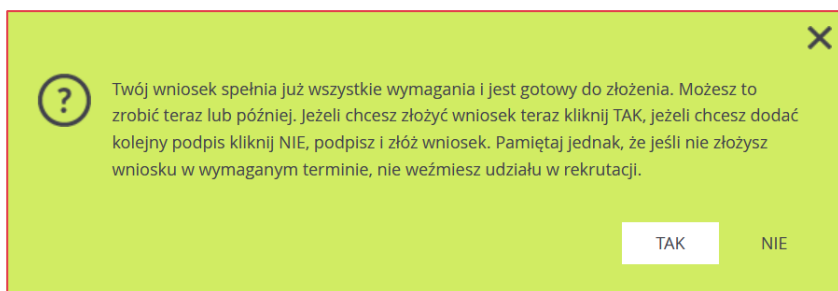 Twój wniosek spełnia już wszystkie wymagania i jest gotowy do złożenia. Możesz to
zrobić teraz lub później. Jeżeli chcesz złożyć wniosek teraz kliknij TAK, jeżeli chcesz dodać
kolejny podpis kliknij NIE, podpisz i złóż wniosek. Pamiętaj jednak, że jeśli nie złożysz
wniosku w wymaganym terminie, nie weźmiesz udziału w rekrutacji.
TAK NIE